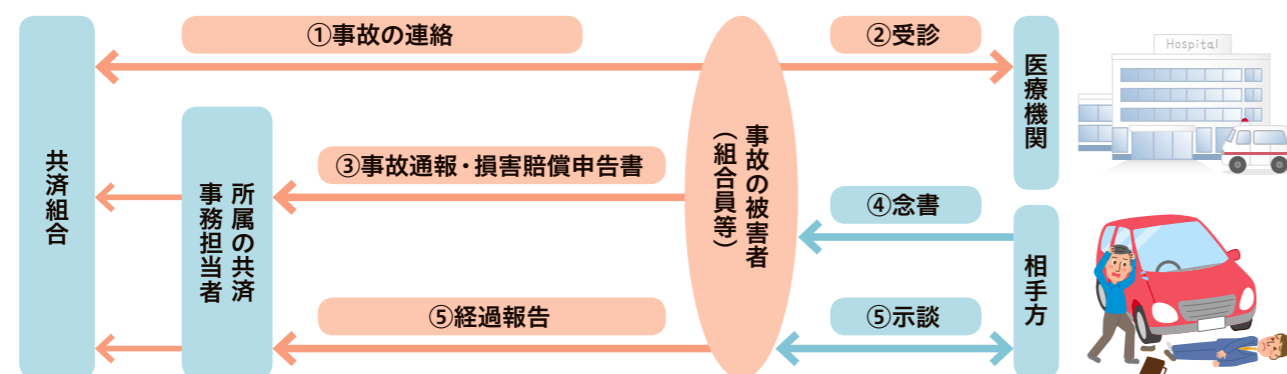 ①事故の連絡
②受診
Hospital
医療機関
共済組合
所属の共済
事務担当者
③事故通報・損害賠償申告書
事故の被害者
（組合員等）
④念書
相手方
⑤経過報告
⑤示談